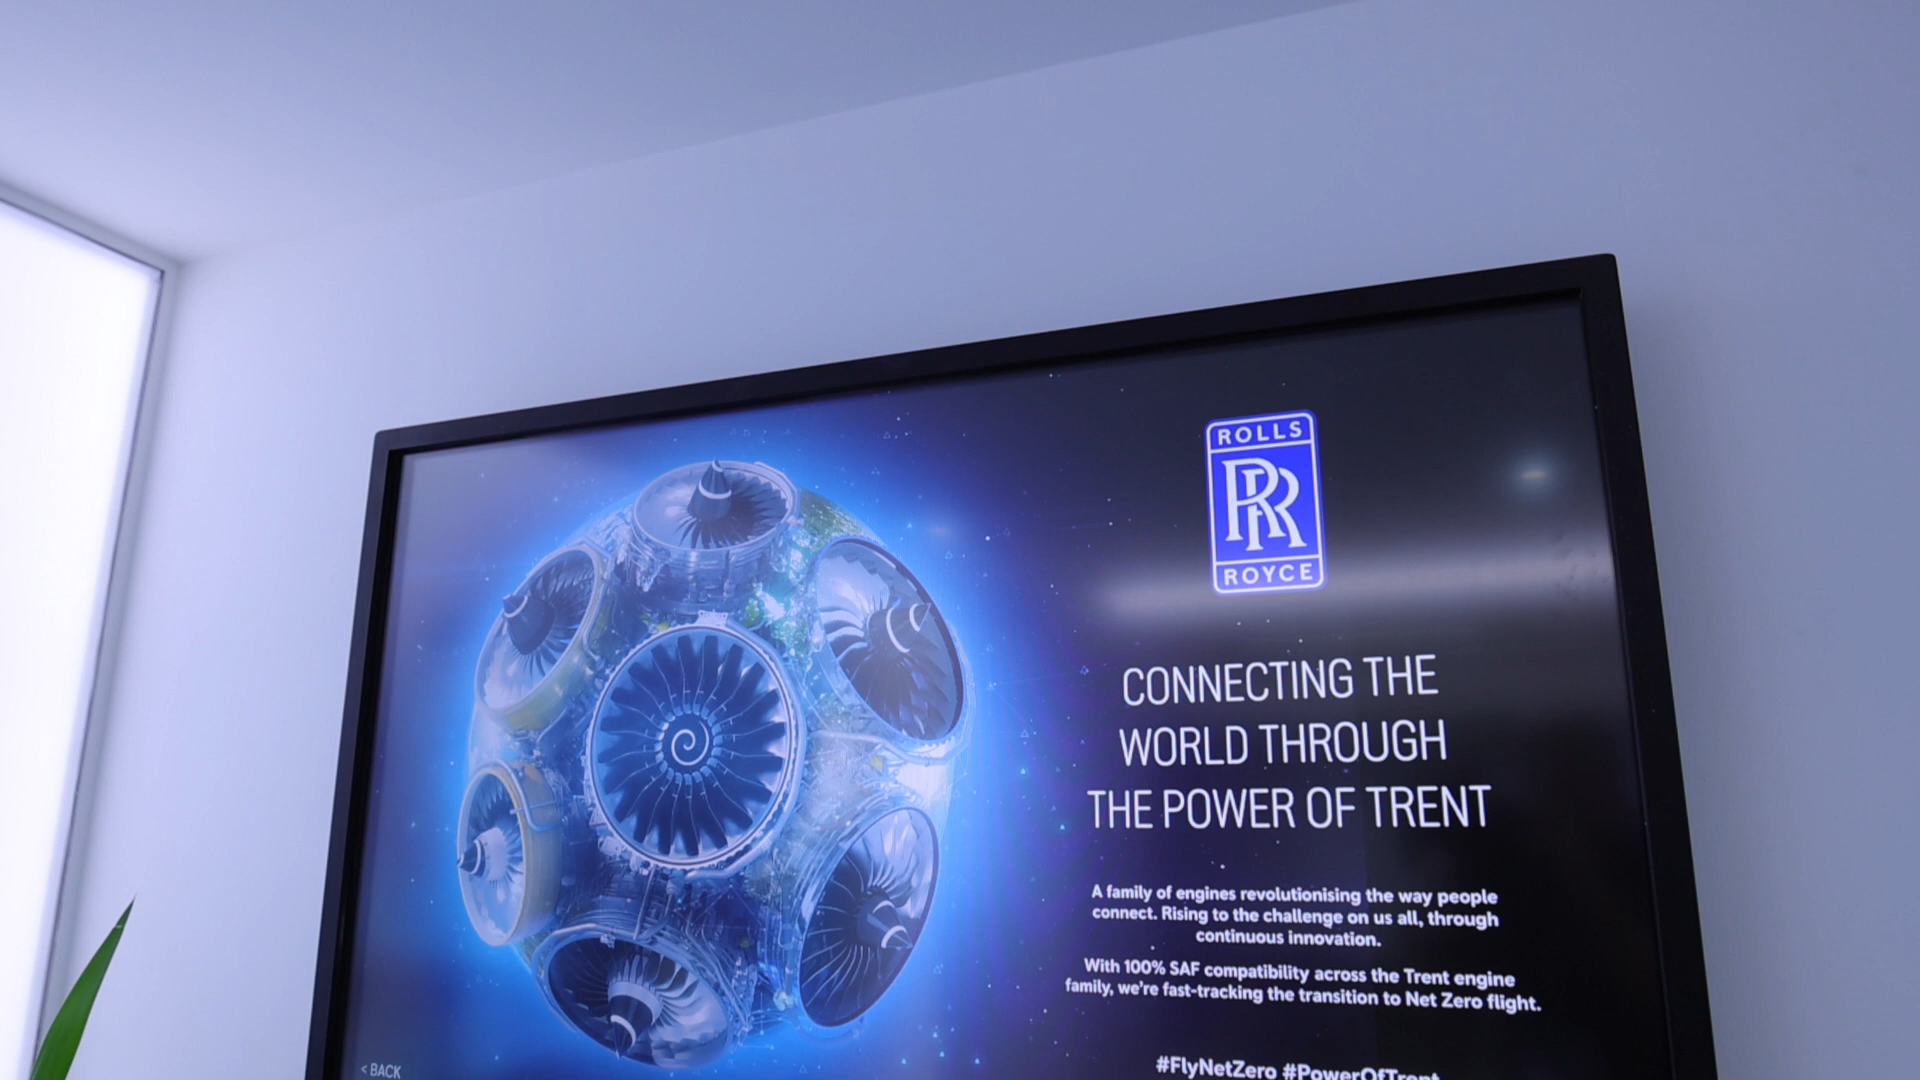 ROLLS
RR
ROYCE
CONNECTING THE
WORLD THROUGH
THE POWER OF TRENT
A family of engines revolutionising the way people
connect. Rising to the challenge on us all, through
continuous innovation.
With 100% SAF compatibility across the Trent engine
family, we're fast-tracking the transition to Net Zero flight.
#FlyNetZero #PowerOfTrent
< BACK